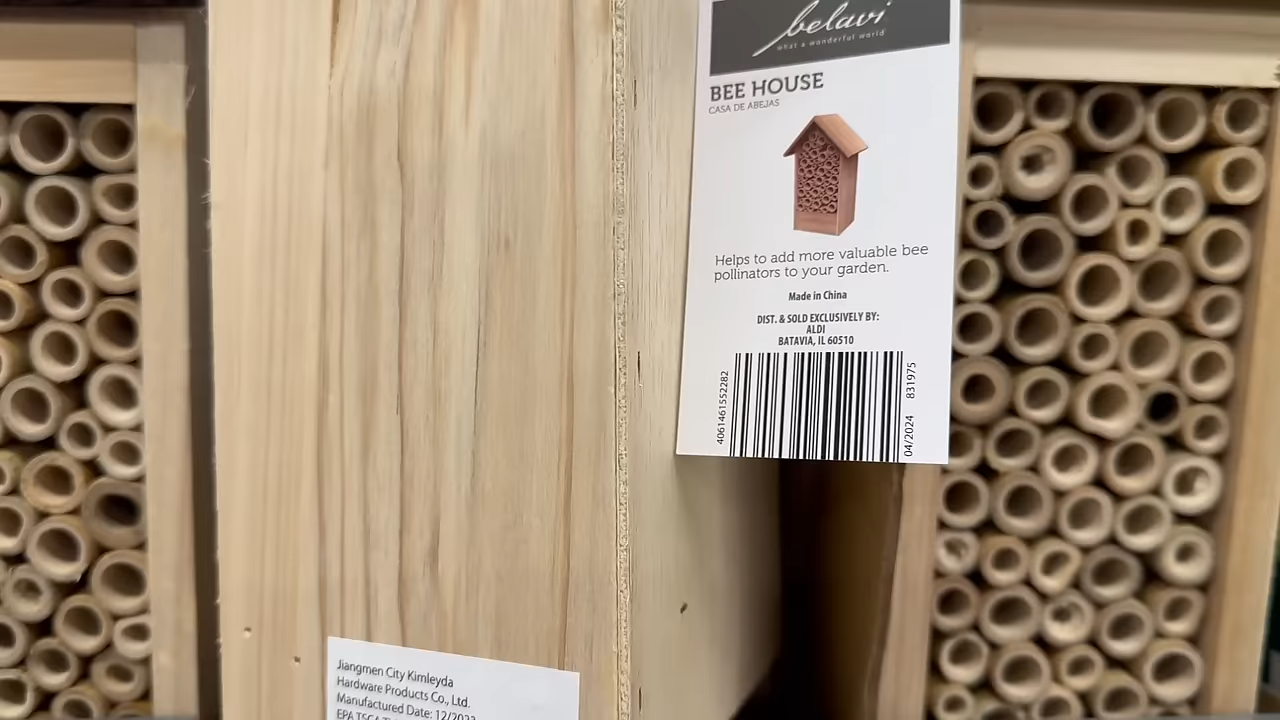 belavi
what a wonderful world
BEE HOUSE
CASA DE ABEJAS
Helps to add more valuable bee
pollinators to your garden.
Made in China
DIST. & SOLD EXCLUSIVELY BY:
ALDI
BATAVIA, IL 60510
4061461552282
04/2024 831975
Jiangmen City Kimleyda
Hardware Products Co., Ltd.
Manufactured Date: 12/2023
EPA TSCA